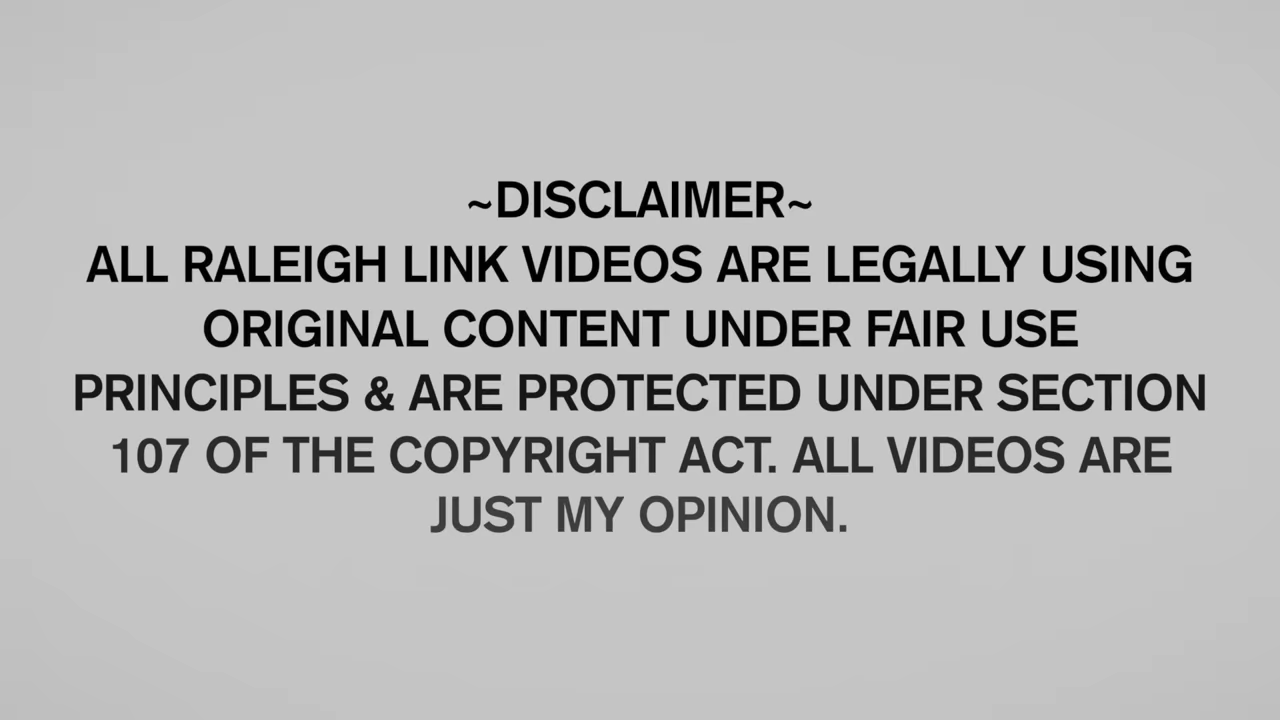 ~DISCLAIMER~
ALL RALEIGH LINK VIDEOS ARE LEGALLY USING
ORIGINAL CONTENT UNDER FAIR USE
PRINCIPLES & ARE PROTECTED UNDER SECTION
107 OF THE COPYRIGHT ACT. ALL VIDEOS ARE
JUST MY OPINION.